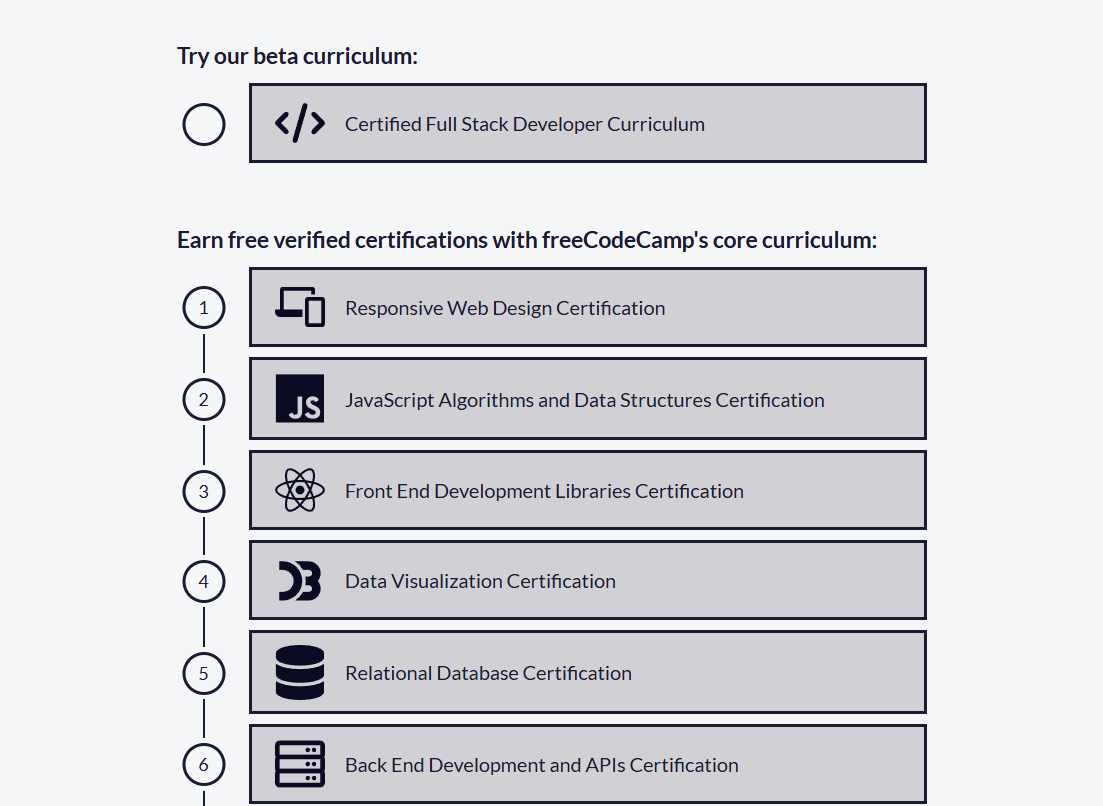 Try our beta curriculum:
Certified Full Stack Developer Curriculum
Earn free verified certifications with freeCodeCamp's core curriculum:
1
Responsive Web Design Certification
2
JS
JavaScript Algorithms and Data Structures Certification
3
Front End Development Libraries Certification
4
Data Visualization Certification
5
Relational Database Certification
6
Back End Development and APIs Certification